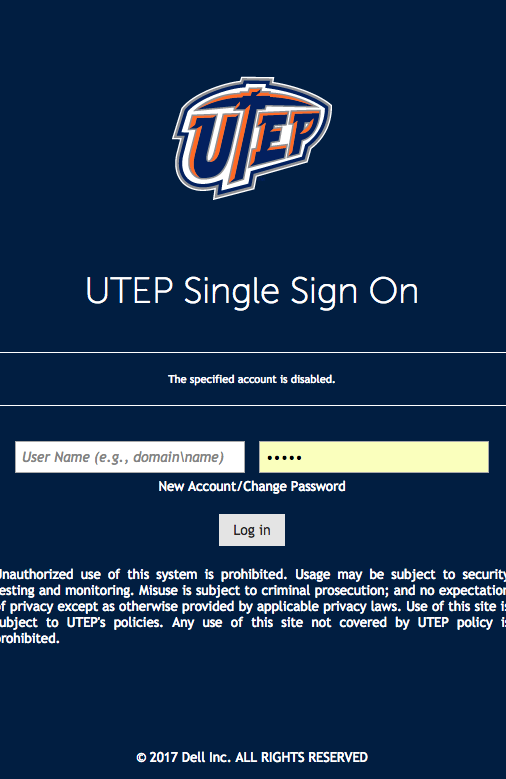 UTEP
UTEP Single Sign On
The specified account is disabled.
User Name (e.g., domain\name)
•••••
New Account/Change Password
Log in
Unauthorized use of this system is prohibited. Usage may be subject to security
testing and monitoring. Misuse is subject to criminal prosecution; and no expectation
of privacy except as otherwise provided by applicable privacy laws. Use of this site is
subject to UTEP's policies. Any use of this site not covered by UTEP policy is
prohibited.
© 2017 Dell Inc. ALL RIGHTS RESERVED